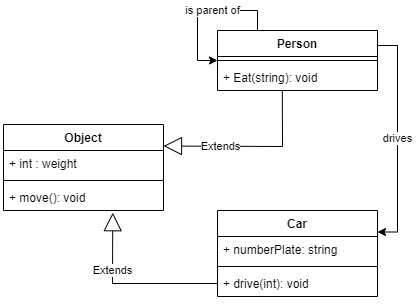 is parent of
Person
+ Eat(string): void
drives
Extends
Object
+ int : weight
+ move(): void
Car
+ numberPlate: string
+ drive(int): void
Extends